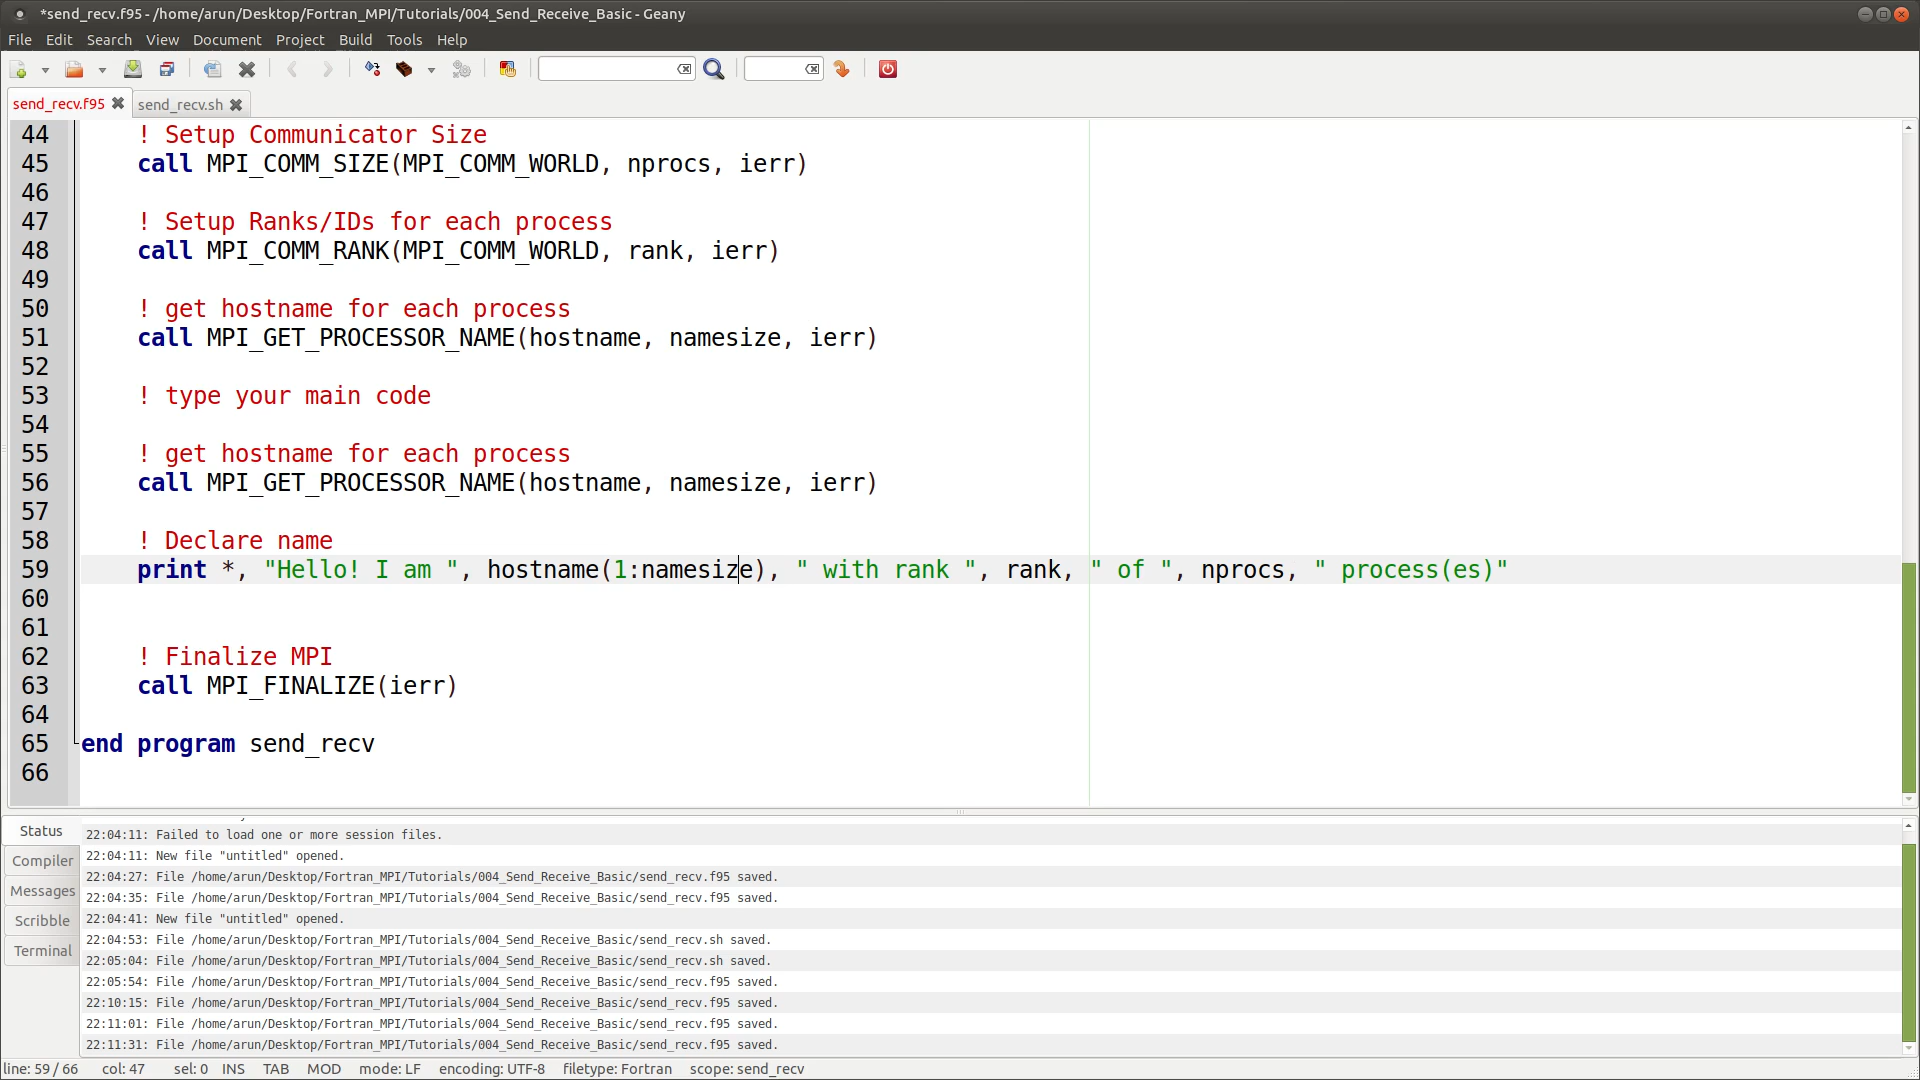 *send_recv.f95 - /home/arun/Desktop/Fortran_MPI/Tutorials/004_Send_Receive_Basic - Geany
File Edit Search View Document Project Build Tools Help
send_recv.f95 send_recv.sh
44 ! Setup Communicator Size
45 call MPI_COMM_SIZE(MPI_COMM_WORLD, nprocs, ierr)
46
47 ! Setup Ranks/IDs for each process
48 call MPI_COMM_RANK(MPI_COMM_WORLD, rank, ierr)
49
50 ! get hostname for each process
51 call MPI_GET_PROCESSOR_NAME(hostname, namesize, ierr)
52
53 ! type your main code
54
55 ! get hostname for each process
56 call MPI_GET_PROCESSOR_NAME(hostname, namesize, ierr)
57
58 ! Declare name
59 print *, "Hello! I am ", hostname(1:namesize), " with rank ", rank, " of ", nprocs, " process(es)"
60
61
62 ! Finalize MPI
63 call MPI_FINALIZE(ierr)
64
65 end program send_recv
66
Status
Compiler
Messages
Scribble
Terminal
22:04:11: Failed to load one or more session files.
22:04:11: New file "untitled" opened.
22:04:27: File /home/arun/Desktop/Fortran_MPI/Tutorials/004_Send_Receive_Basic/send_recv.f95 saved.
22:04:35: File /home/arun/Desktop/Fortran_MPI/Tutorials/004_Send_Receive_Basic/send_recv.f95 saved.
22:04:41: New file "untitled" opened.
22:04:53: File /home/arun/Desktop/Fortran_MPI/Tutorials/004_Send_Receive_Basic/send_recv.sh saved.
22:05:04: File /home/arun/Desktop/Fortran_MPI/Tutorials/004_Send_Receive_Basic/send_recv.sh saved.
22:05:54: File /home/arun/Desktop/Fortran_MPI/Tutorials/004_Send_Receive_Basic/send_recv.f95 saved.
22:10:15: File /home/arun/Desktop/Fortran_MPI/Tutorials/004_Send_Receive_Basic/send_recv.f95 saved.
22:11:01: File /home/arun/Desktop/Fortran_MPI/Tutorials/004_Send_Receive_Basic/send_recv.f95 saved.
22:11:31: File /home/arun/Desktop/Fortran_MPI/Tutorials/004_Send_Receive_Basic/send_recv.f95 saved.
line: 59 / 66 col: 47 sel: 0 INS TAB MOD mode: LF encoding: UTF-8 filetype: Fortran scope: send_recv